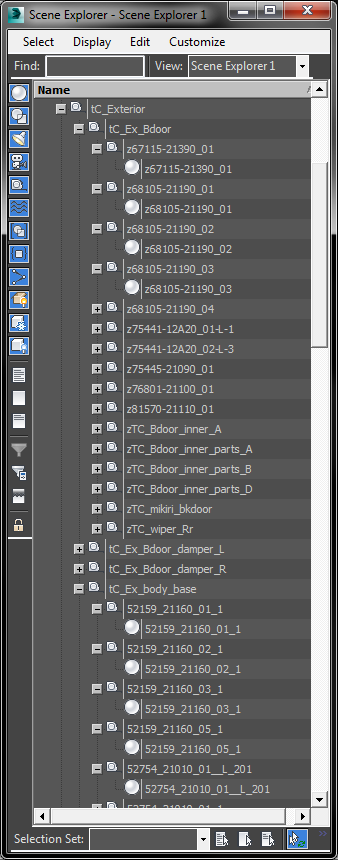 Scene Explorer - Scene Explorer 1
Select Display Edit Customize
Find: View: Scene Explorer 1
Name
tC_Exterior
tC_Ex_Bdoor
z67115-21390_01
z67115-21390_01
z68105-21190_01
z68105-21190_01
z68105-21190_02
z68105-21190_02
z68105-21190_03
z68105-21190_03
z68105-21190_04
z75441-12A20_01-L-1
z75441-12A20_02-L-3
z75445-21090_01
z76801-21100_01
z81570-21110_01
zTC_Bdoor_inner_A
zTC_Bdoor_inner_parts_A
zTC_Bdoor_inner_parts_B
zTC_Bdoor_inner_parts_D
zTC_mikiri_bkdoor
zTC_wiper_Rr
tC_Ex_Bdoor_damper_L
tC_Ex_Bdoor_damper_R
tC_Ex_body_base
52159_21160_01_1
52159_21160_01_1
52159_21160_02_1
52159_21160_02_1
52159_21160_03_1
52159_21160_03_1
52159_21160_05_1
52159_21160_05_1
52754_21010_01__L_201
52754_21010_01__L_201
Selection Set: